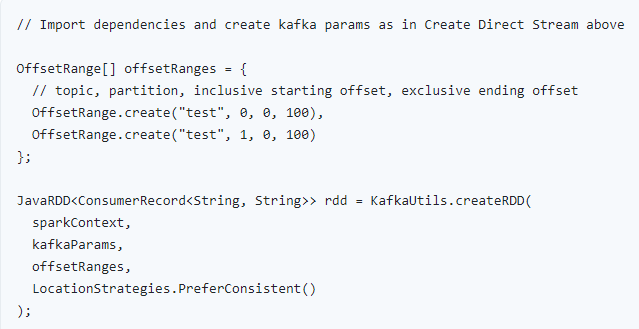 // Import dependencies and create kafka params as in Create Direct Stream above
OffsetRange[] offsetRanges = {
  // topic, partition, inclusive starting offset, exclusive ending offset
  OffsetRange.create("test", 0, 0, 100),
  OffsetRange.create("test", 1, 0, 100)
};
JavaRDD<ConsumerRecord<String, String>> rdd = KafkaUtils.createRDD(
  sparkContext,
  kafkaParams,
  offsetRanges,
  LocationStrategies.PreferConsistent()
);